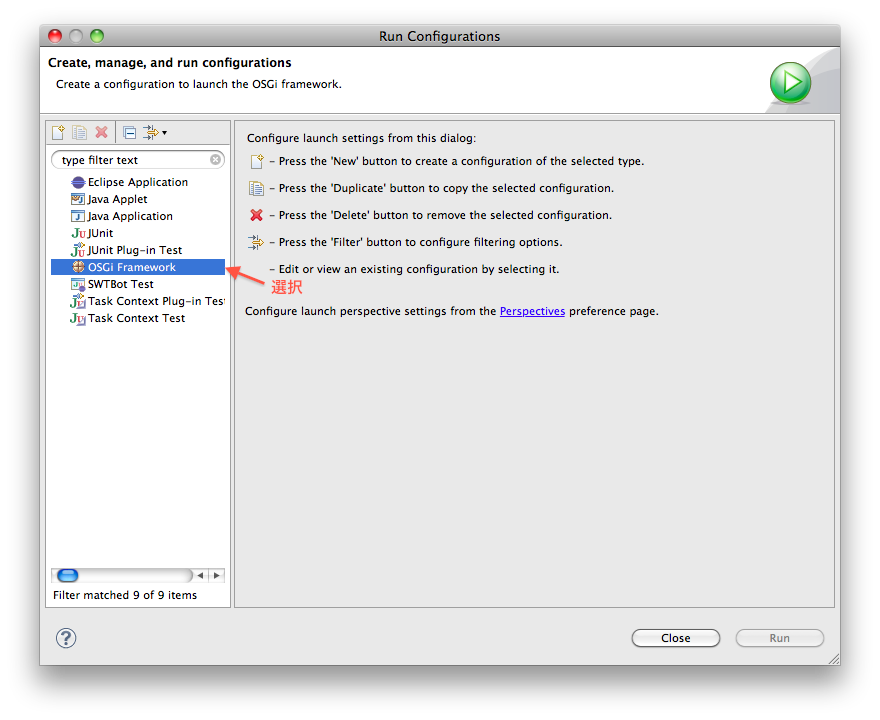 Run Configurations
Create, manage, and run configurations
Create a configuration to launch the OSGi framework.
type filter text
Eclipse Application
Java Applet
Java Application
JUnit
JUnit Plug-in Test
OSGi Framework
SWTBot Test
Task Context Plug-in Test
Task Context Test
Filter matched 9 of 9 items
選択
Configure launch settings from this dialog:
– Press the 'New' button to create a configuration of the selected type.
– Press the 'Duplicate' button to copy the selected configuration.
– Press the 'Delete' button to remove the selected configuration.
– Press the 'Filter' button to configure filtering options.
– Edit or view an existing configuration by selecting it.
Configure launch perspective settings from the Perspectives preference page.
?
Close
Run